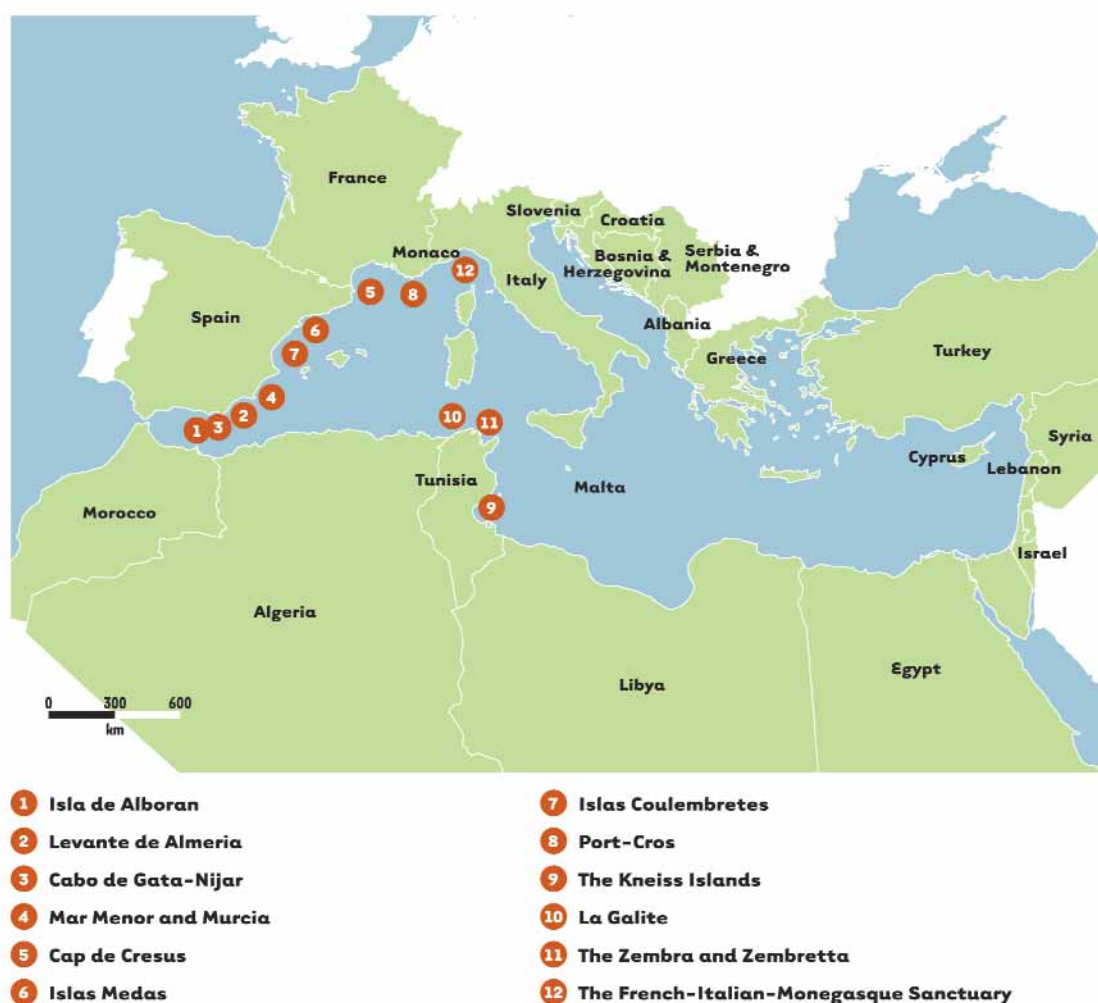 France
Slovenia
Croatia
Monaco
Bosnia &
Herzegovina
Serbia &
Montenegro
12
Italy
5
8
Spain
6
Albania
7
Greece
Turkey
4
2
10
3
11
1
Syria
Cyprus
Lebanon
Tunisia
Malta
9
Morocco
Israel
Algeria
Libya
Egypt
0 300 600
km
1 Isla de Alboran
2 Levante de Almeria
3 Cabo de Gata-Nijar
4 Mar Menor and Murcia
5 Cap de Cresus
6 Islas Medas
7 Islas Coulembretes
8 Port-Cros
9 The Kneiss Islands
10 La Galite
11 The Zembra and Zembretta
12 The French-Italian-Monegasque Sanctuary